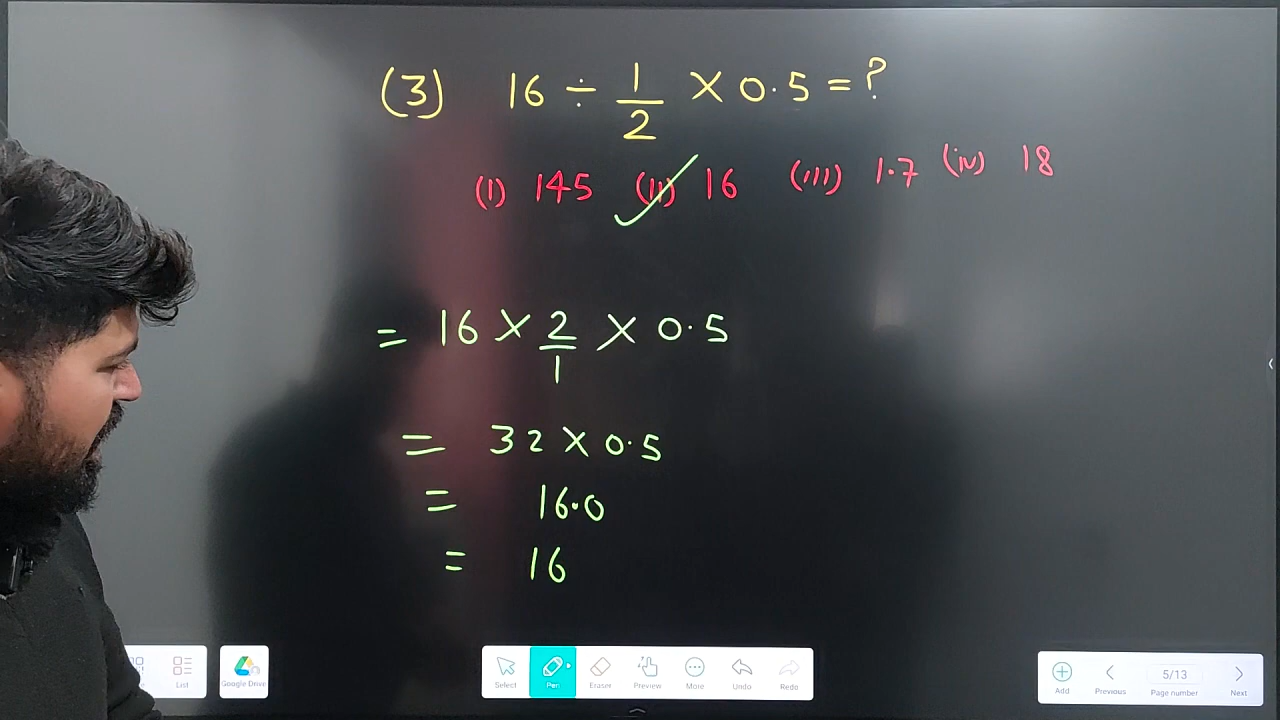 (3) 16 ÷ 1/2 × 0.5 = ?
(i) 145 (ii) 16 (iii) 1.7 (iv) 18
= 16 × 2/1 × 0.5
= 32 × 0.5
= 16.0
= 16
List
Google Drive
Select Pen Eraser Preview More Undo Redo
Add Previous 5/13 Page number Next